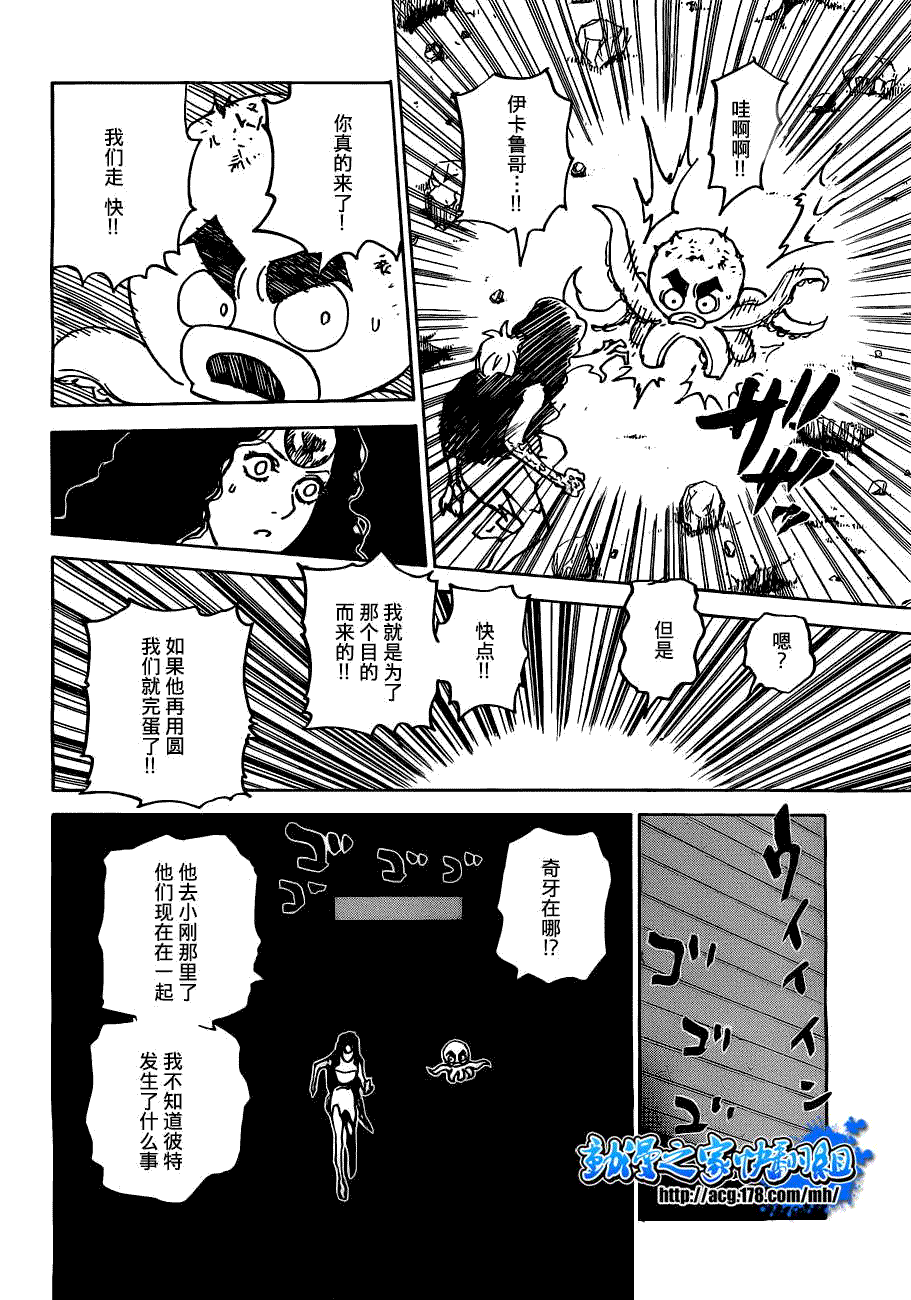 哇啊啊!!
伊卡鲁哥…!!
ザ!!
ザザ
你真的来了!
我们走 快!!
嗯?
但是
快点!!
我就是为了
那个目的
而来的!!
如果他再用圆
我们就完蛋了!!
ウイイイン
ゴ゛
ゴ゛
ゴ゛
奇牙在哪!?
ゴ゛
ゴ゛
ゴ゛
ゴ゛
他去小刚那里了
他们现在在一起
我不知道彼特
发生了什么事
動漫之家快翻組
http://acg.178.com/mh/